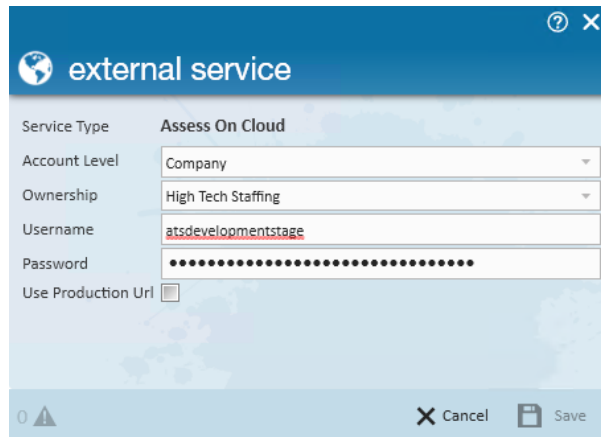 external service
Service Type Assess On Cloud
Account Level Company
Ownership High Tech Staffing
Username atsdevelopmentstage
Password ••••••••••••••••••••••••••••••••
Use Production Url
0 Cancel Save